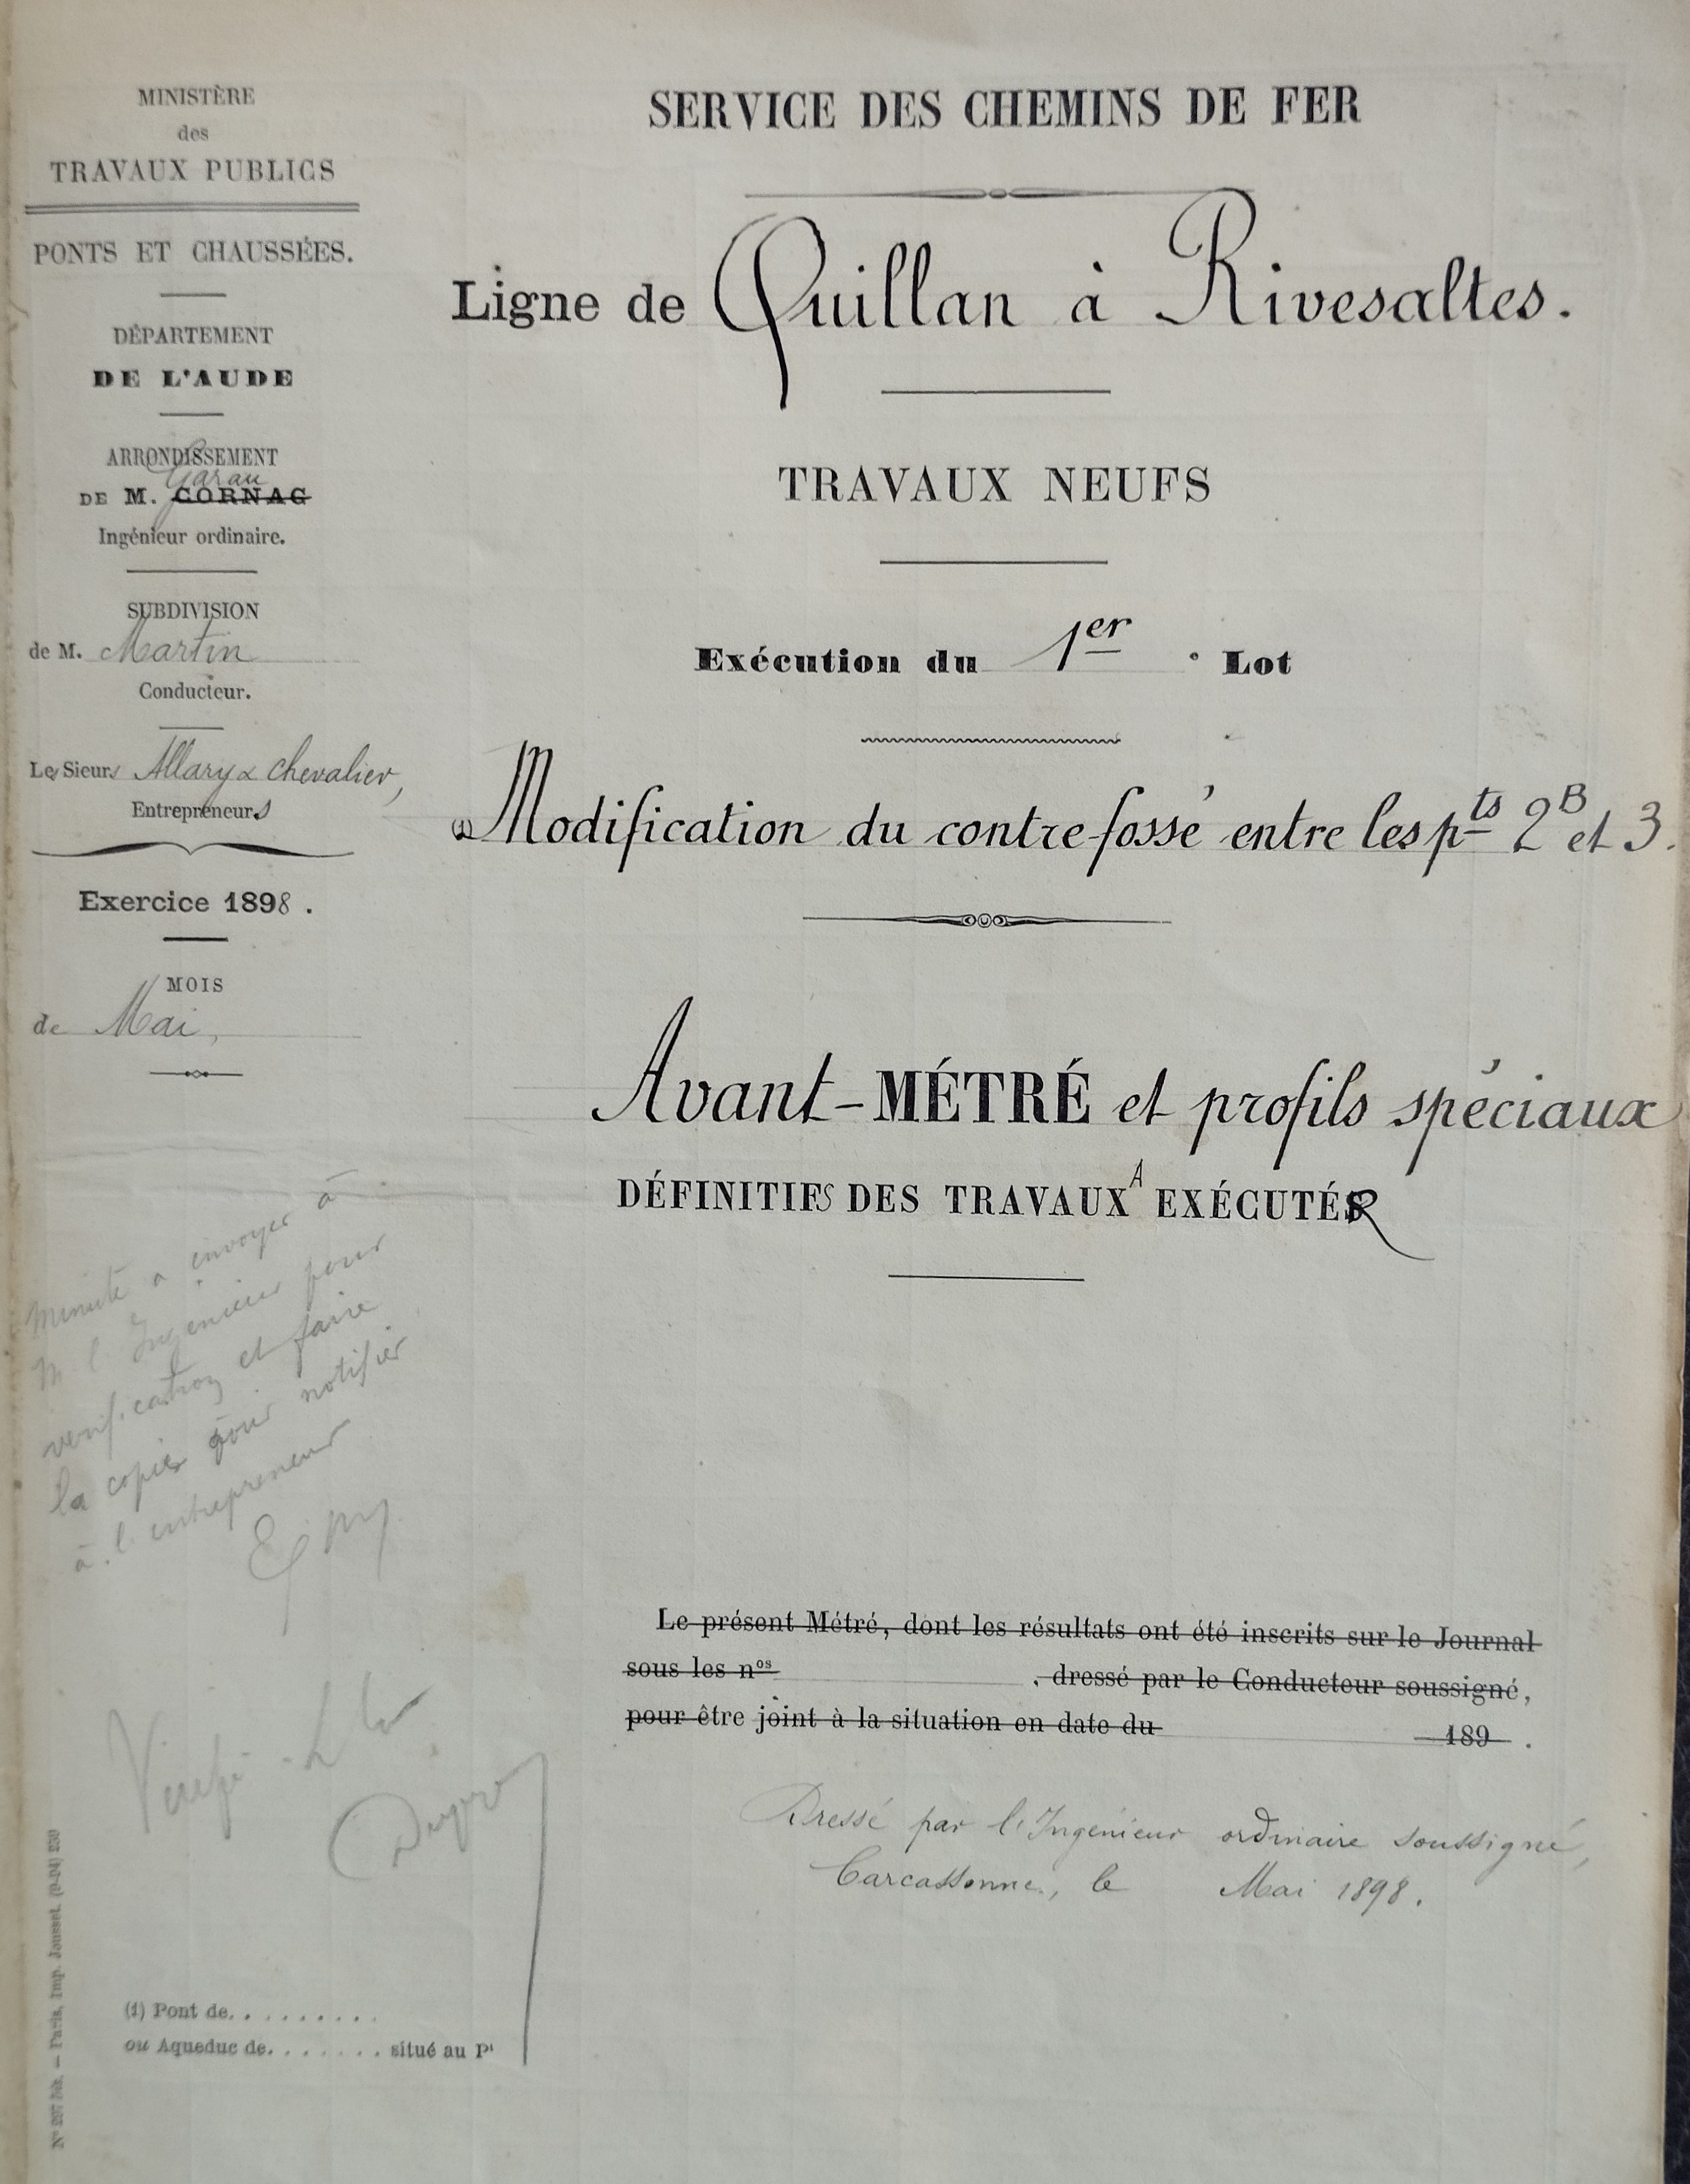 MINISTÈRE
des
TRAVAUX PUBLICS
PONTS ET CHAUSSÉES.
DÉPARTEMENT
DE L'AUDE
ARRONDISSEMENT
Garau
DE M. CORNAC
Ingénieur ordinaire.
SUBDIVISION
de M. Martin
Conducteur.
Les Sieurs Allary & Chevalier,
Entrepreneurs
Exercice 1898.
MOIS
de Mai,
SERVICE DES CHEMINS DE FER
Ligne de Quillan à Rivesaltes.
TRAVAUX NEUFS
Exécution du 1er Lot
(1) Modification du contre-fossé entre les pts 2B et 3.
Avant-MÉTRÉ et profils spéciaux
DÉFINITIFS DES TRAVAUX A EXÉCUTER
minute à envoyer à
M. l'Ingénieur pour
vérification et faire
la copie pour notifier
à l'entrepreneur
Le présent Métré, dont les résultats ont été inscrits sur le Journal
sous les nos , dressé par le Conducteur soussigné,
pour être joint à la situation en date du 189 .
Vérifié
Dressé par l'Ingénieur ordinaire soussigné,
Carcassonne, le Mai 1898.
(1) Pont de. . . . . . . . .
ou Aqueduc de. . . . . . . situé au Pt
Paris, Imp. Jousset.